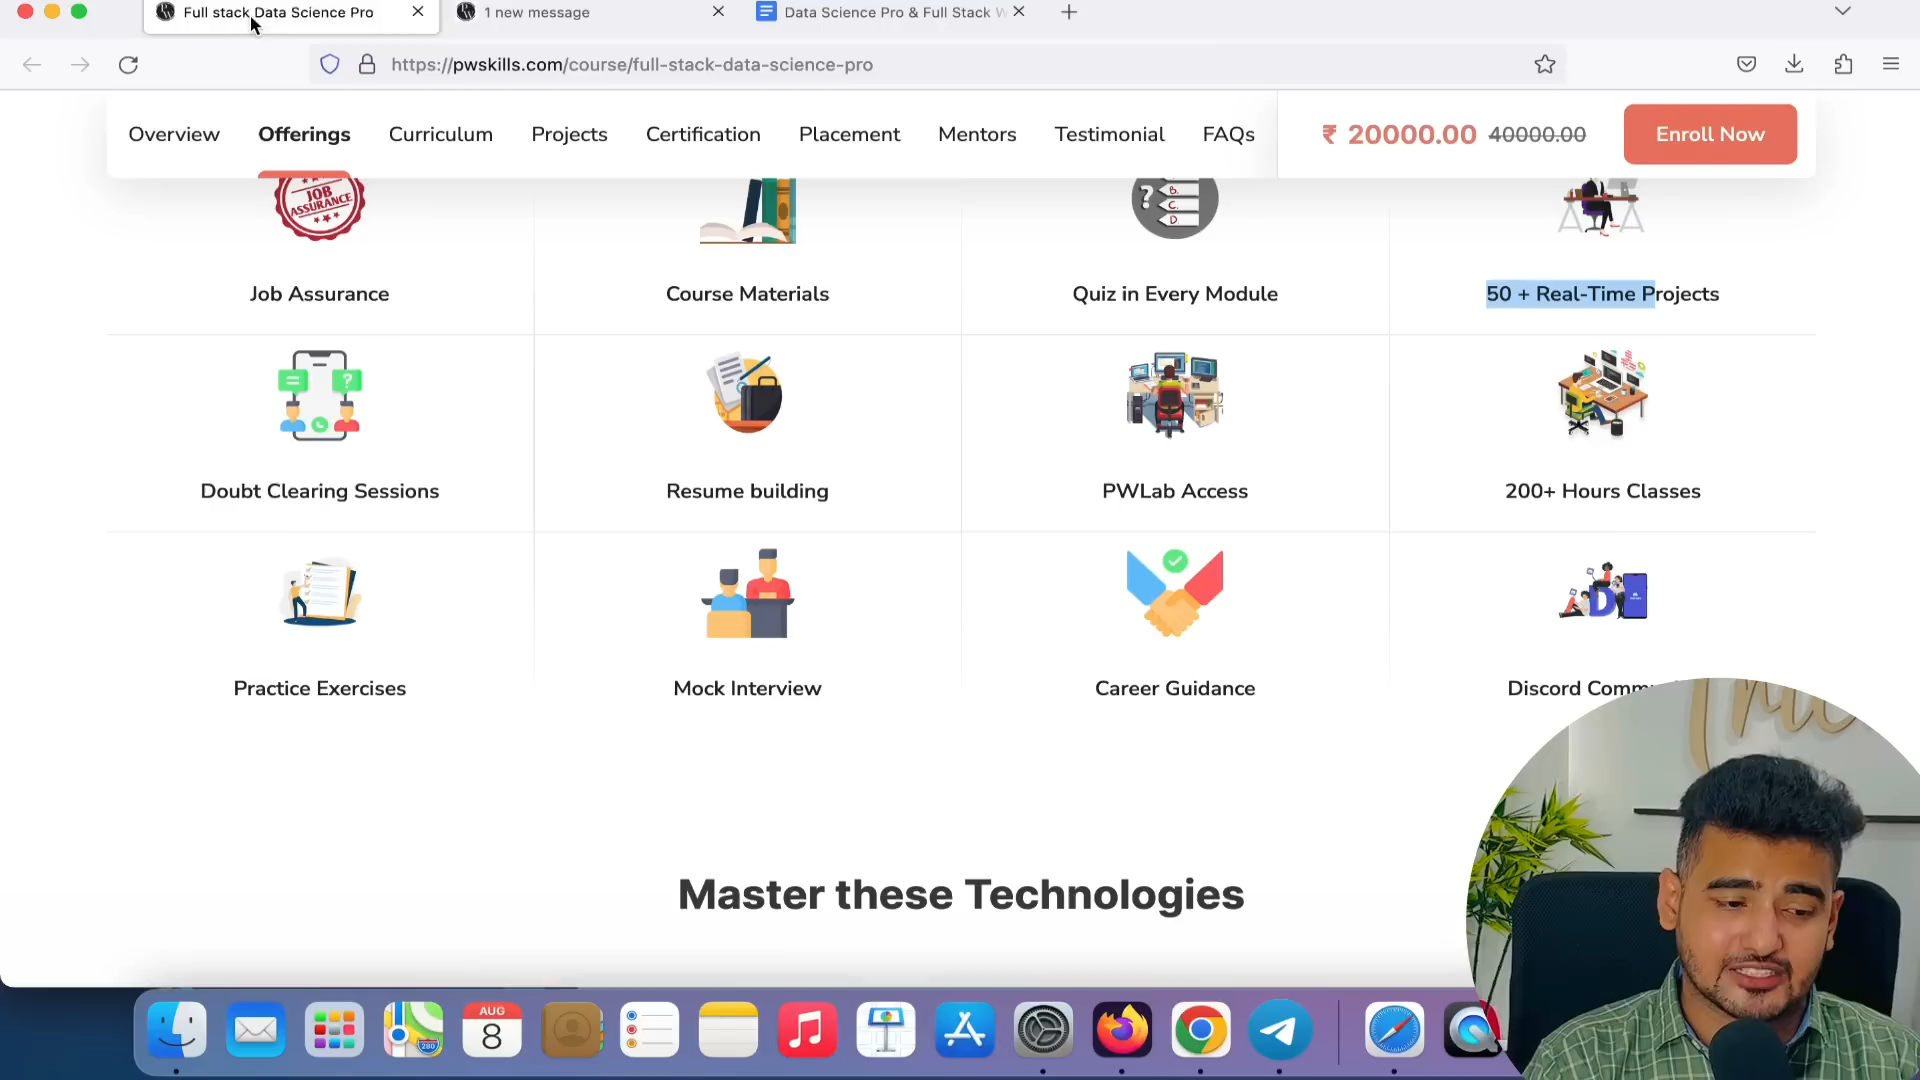 Full stack Data Science Pro
1 new message
Data Science Pro & Full Stack W
https://pwskills.com/course/full-stack-data-science-pro
Overview
Offerings
Curriculum
Projects
Certification
Placement
Mentors
Testimonial
FAQs
₹ 20000.00 40000.00
Enroll Now
JOB
ASSURANCE
?
B.
C.
D.
Job Assurance
Course Materials
Quiz in Every Module
50 + Real-Time Projects
Doubt Clearing Sessions
Resume building
PWLab Access
200+ Hours Classes
Practice Exercises
Mock Interview
Career Guidance
Discord Comm
Master these Technologies
AUG
8
280